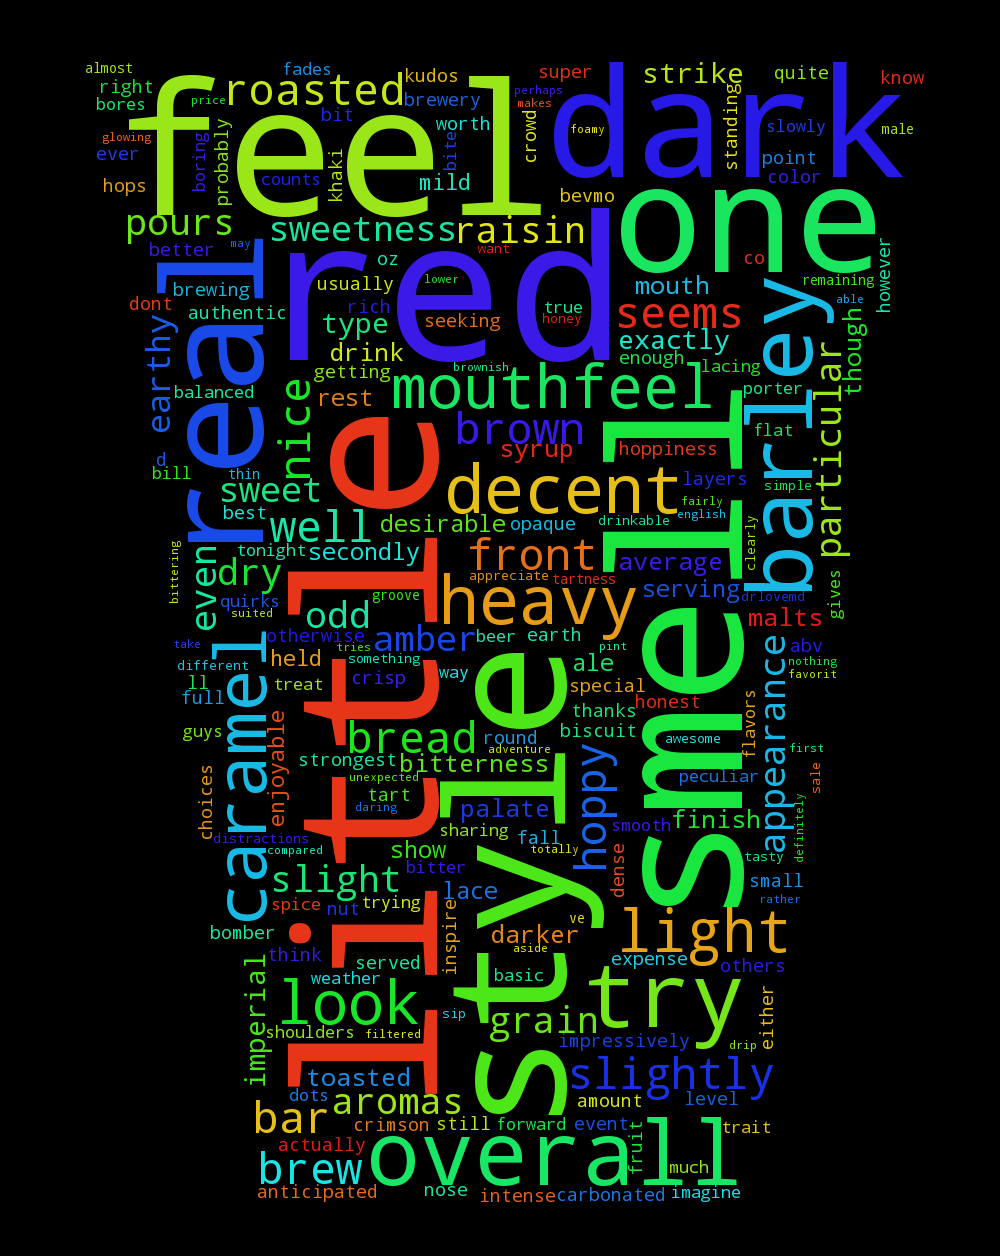 almost
fades
kudos
super
strike
quite
know
right
roasted
brewery
perhaps
dark
bores
price
feel
bit
makes
standing
glowing
worth
crowd
foamy
slowly
male
ever
boring
probably
khaki
bite
point
hops
counts
mild
bevmo
color
one
pours
sweetness
raisin
better
may
want
co
however
real
red
oz
lower
mouth
remaining
brewing
usually
rich
true
able
dont
authentic
type
seeking
honey
seems
barley
earthy
drink
exactly
though
getting
brownish
enough
lacing
balanced
nice
rest
mouthfeel
porter
particular
brown
flat
d
syrup
hoppiness
bill
thin
layers
simple
sweet
decent
fairly
best
well
desirable
opaque
drinkable
english
smell
clearly
bittering
even
tonight
secondly
front
average
dry
appreciate
tartness
quirks
groove
heavy
serving
drlovemd
gives
suited
odd
malts
otherwise
amber
beer
earth
take
tries
pint
abv
different
held
something
way
ale
nothing
appearance
ll
treat
crisp
special
favorit
full
caramel
little
honest
flavors
thanks
guys
enjoyable
bread
round
biscuit
awesome
first
strongest
bitterness
adventure
hoppy
choices
unexpected
style
peculiar
sale
tart
daring
palate
distractions
sharing
fall
smooth
finish
definitely
compared
show
totally
tasty
slight
bitter
dense
small
spice
nut
trying
lace
rather
bomber
inspire
darker
ve
light
think
served
aside
expense
others
imperial
weather
basic
look
sip
try
either
shoulders
filtered
grain
impressively
drip
toasted
slightly
dots
aromas
amount
level
bar
crimson
still
forward
event
trait
actually
overall
fruit
brew
much
anticipated
nose
intense
carbonated
imagine